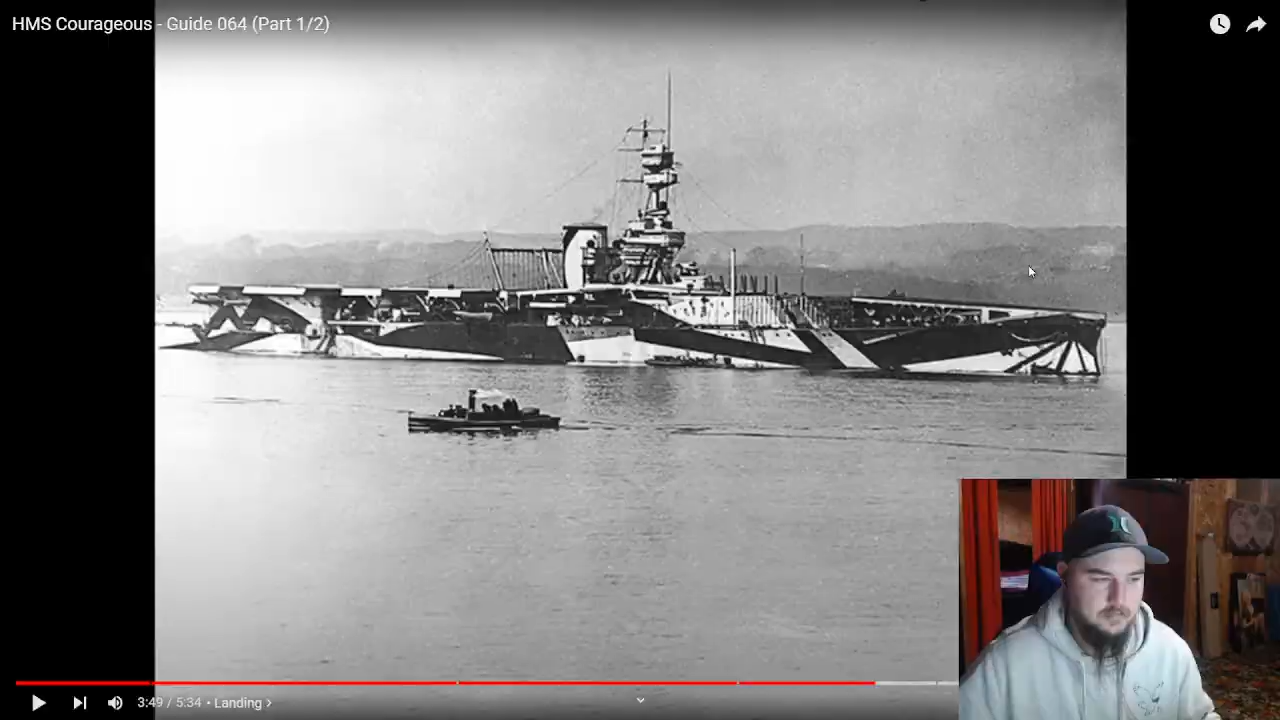 HMS Courageous - Guide 064 (Part 1/2)
3:49 / 5:34 • Landing >